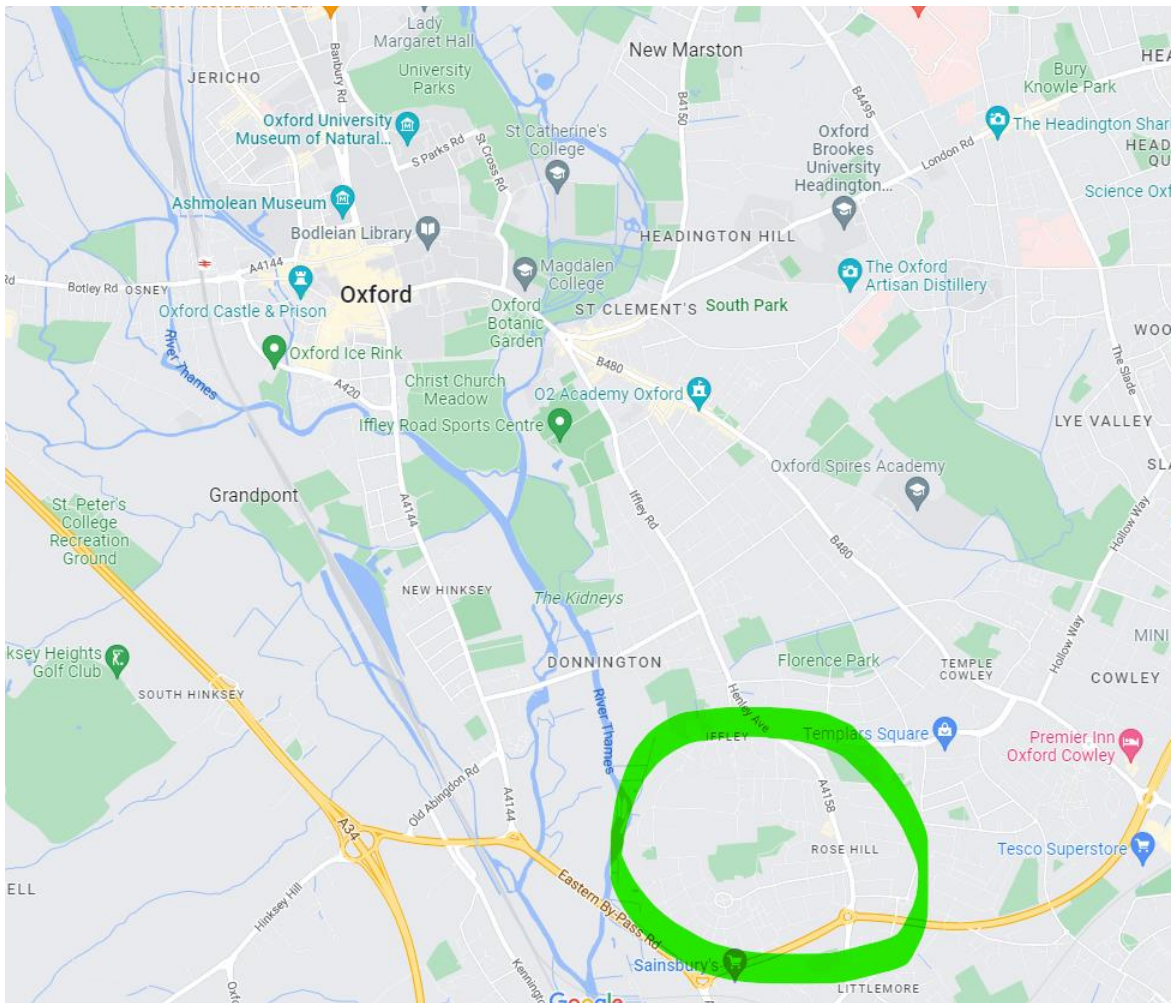 Lady
Margaret Hall
New Marston
JERICHO
Banbury Rd
University
Parks
B4150
B4495
Bury
Knowle Park
HEA
Oxford University
Museum of Natural...
S Parks Rd
St Cross Rd
St Catherine's
College
Oxford
Brookes
University
Headington...
London Rd
The Headington Shar
HEAD
QU
Science Oxf
Ashmolean Museum
Bodleian Library
HEADINGTON HILL
A4144
Botley Rd
OSNEY
Oxford
Oxford Castle & Prison
Magdalen
College
The Oxford
Artisan Distillery
Oxford
Botanic
Garden
ST CLEMENT'S
South Park
WOO
River Thames
Oxford Ice Rink
A420
Christ Church
Meadow
B480
O2 Academy Oxford
Iffley Road Sports Centre
The Slade
LYE VALLEY
Oxford Spires Academy
SLA
Grandpont
St. Peter's
College
Recreation
Ground
A4144
Iffley Rd
B480
Hollow Way
NEW HINKSEY
The Kidneys
MINI
ksey Heights
Golf Club
SOUTH HINKSEY
DONNINGTON
Florence Park
TEMPLE
COWLEY
Hollow Way
COWLEY
River Thames
Henley Ave
IFFLEY
Templars Square
Premier Inn
Oxford Cowley
Old Abingdon Rd
A4144
A34
A4158
ROSE HILL
Tesco Superstore
ELL
Hinksey Hill
Eastern By-Pass Rd
Sainsbury's
LITTLEMORE
Google